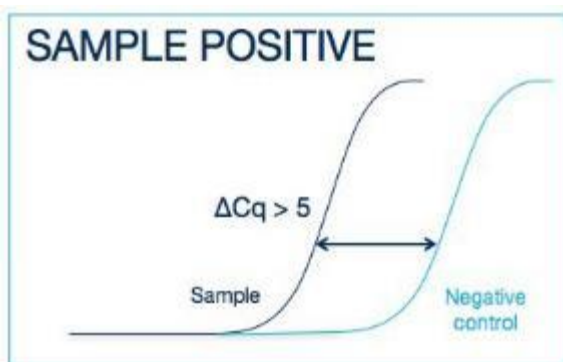 SAMPLE POSITIVE
ΔCq > 5
Sample
Negative
control